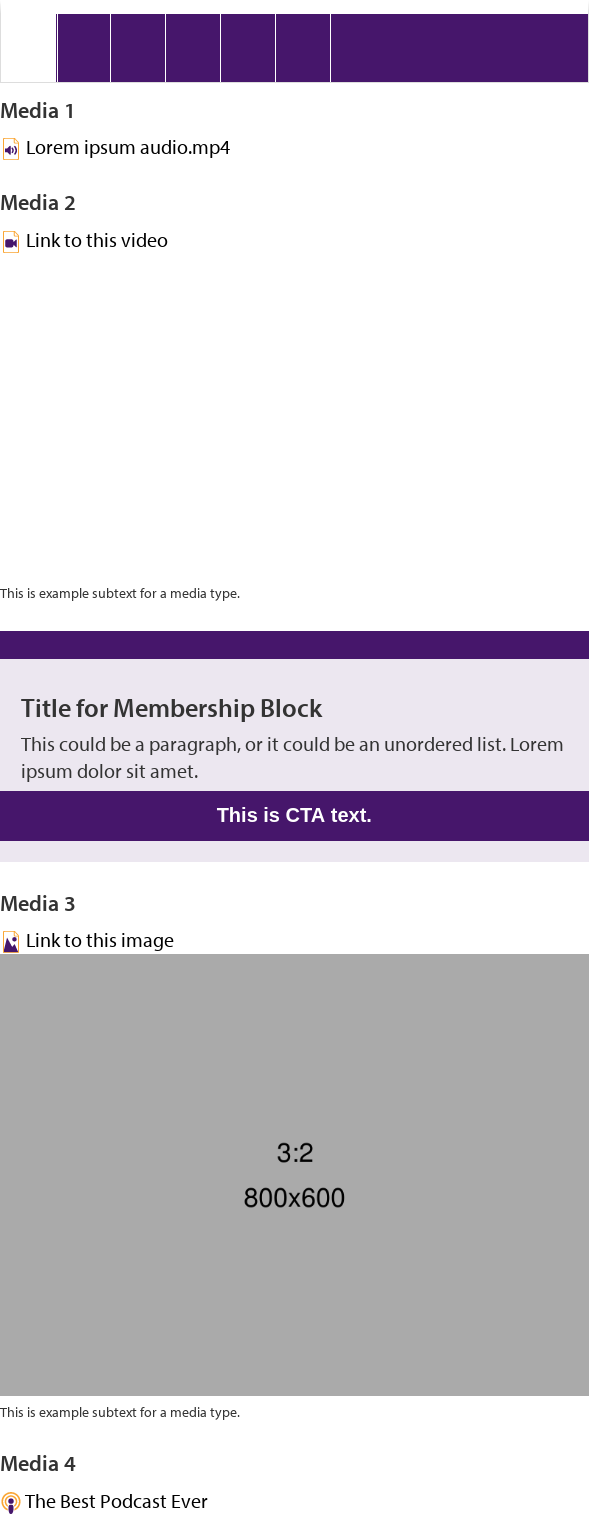 Media 1
Lorem ipsum audio.mp4
Media 2
Link to this video
This is example subtext for a media type.
Title for Membership Block
This could be a paragraph, or it could be an unordered list. Lorem
ipsum dolor sit amet.
This is CTA text.
Media 3
Link to this image
3:2
800x600
This is example subtext for a media type.
Media 4
The Best Podcast Ever